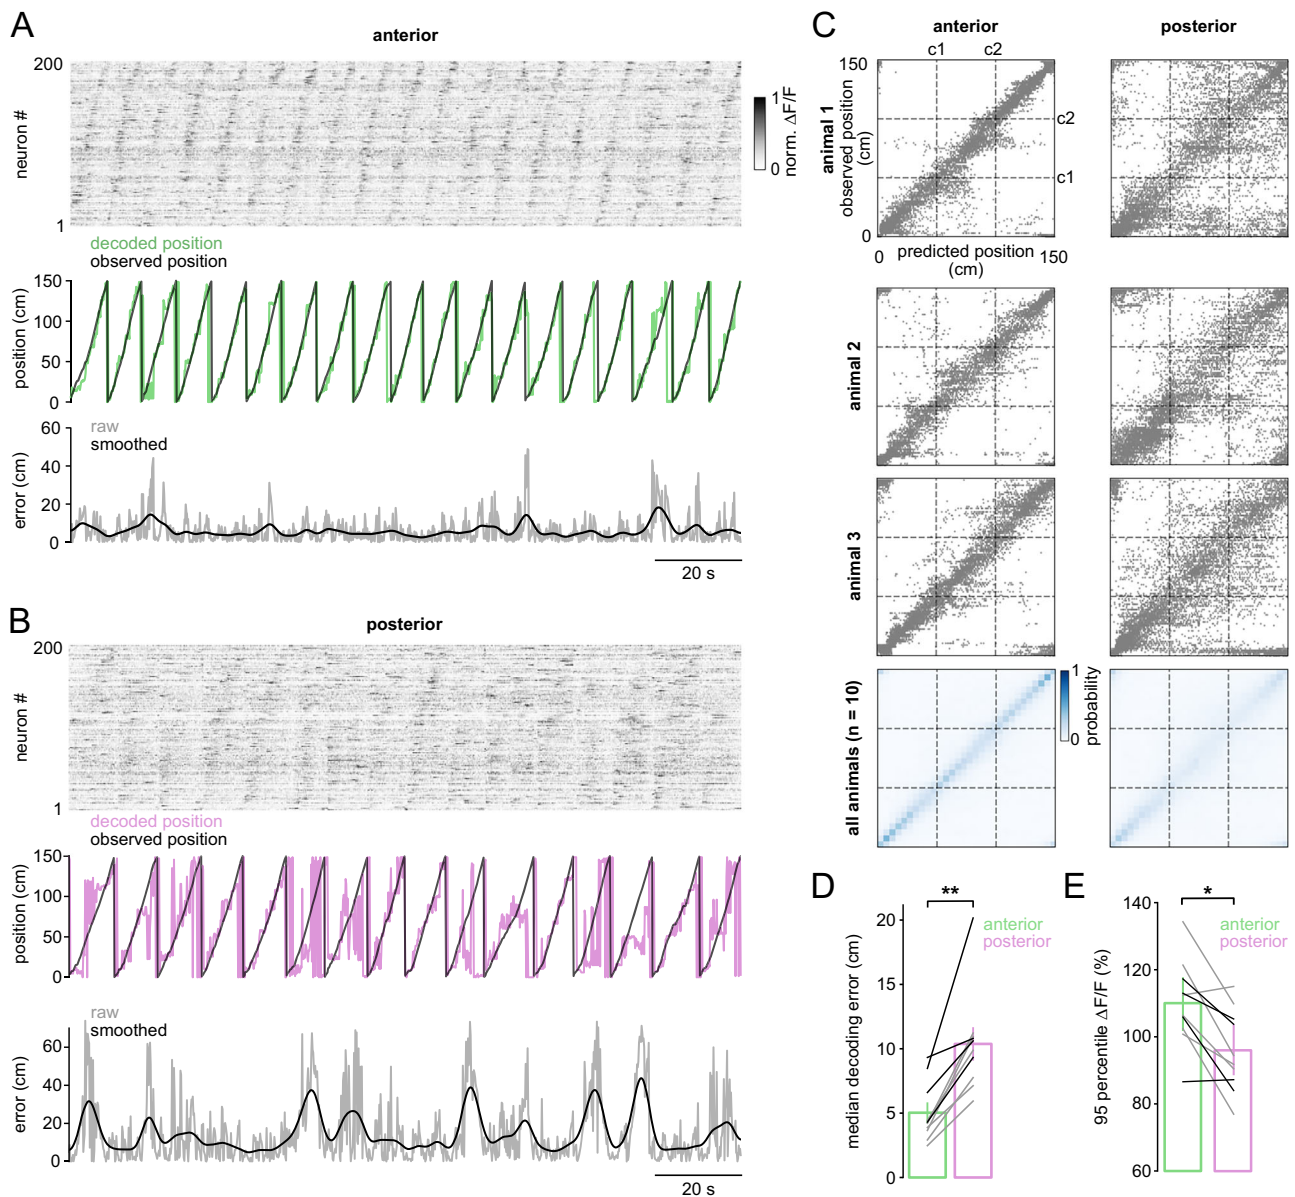 A
anterior
200
neuron #
1
1
0
norm. ΔF/F
decoded position
observed position
150
100
50
0
position (cm)
raw
smoothed
60
40
20
0
error (cm)
20 s
B
posterior
200
neuron #
1
decoded position
observed position
150
100
50
0
position (cm)
raw
smoothed
60
40
20
0
error (cm)
20 s
C
anterior
posterior
c1
c2
150
animal 1
observed position
(cm)
0
c2
c1
0
predicted position
(cm)
150
animal 2
animal 3
all animals (n = 10)
1
0
probability
D
**
anterior
posterior
20
15
10
5
0
median decoding error (cm)
E
*
anterior
posterior
140
120
100
80
60
95 percentile ΔF/F (%)